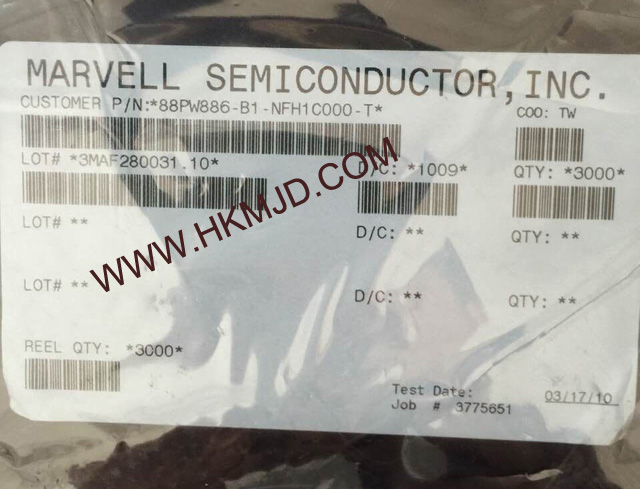 MARVELL SEMICONDUCTOR, INC.
CUSTOMER P/N:*88PW886-B1-NFH1C000-T* COO: TW
LOT# *3MAF280031.10* D/C: *1009* QTY: *3000*
LOT# ** D/C: ** QTY: **
WWW.HKMJD.COM
LOT# ** D/C: ** QTY: **
REEL QTY: *3000*
Test Date: 03/17/10
Job # 3775651